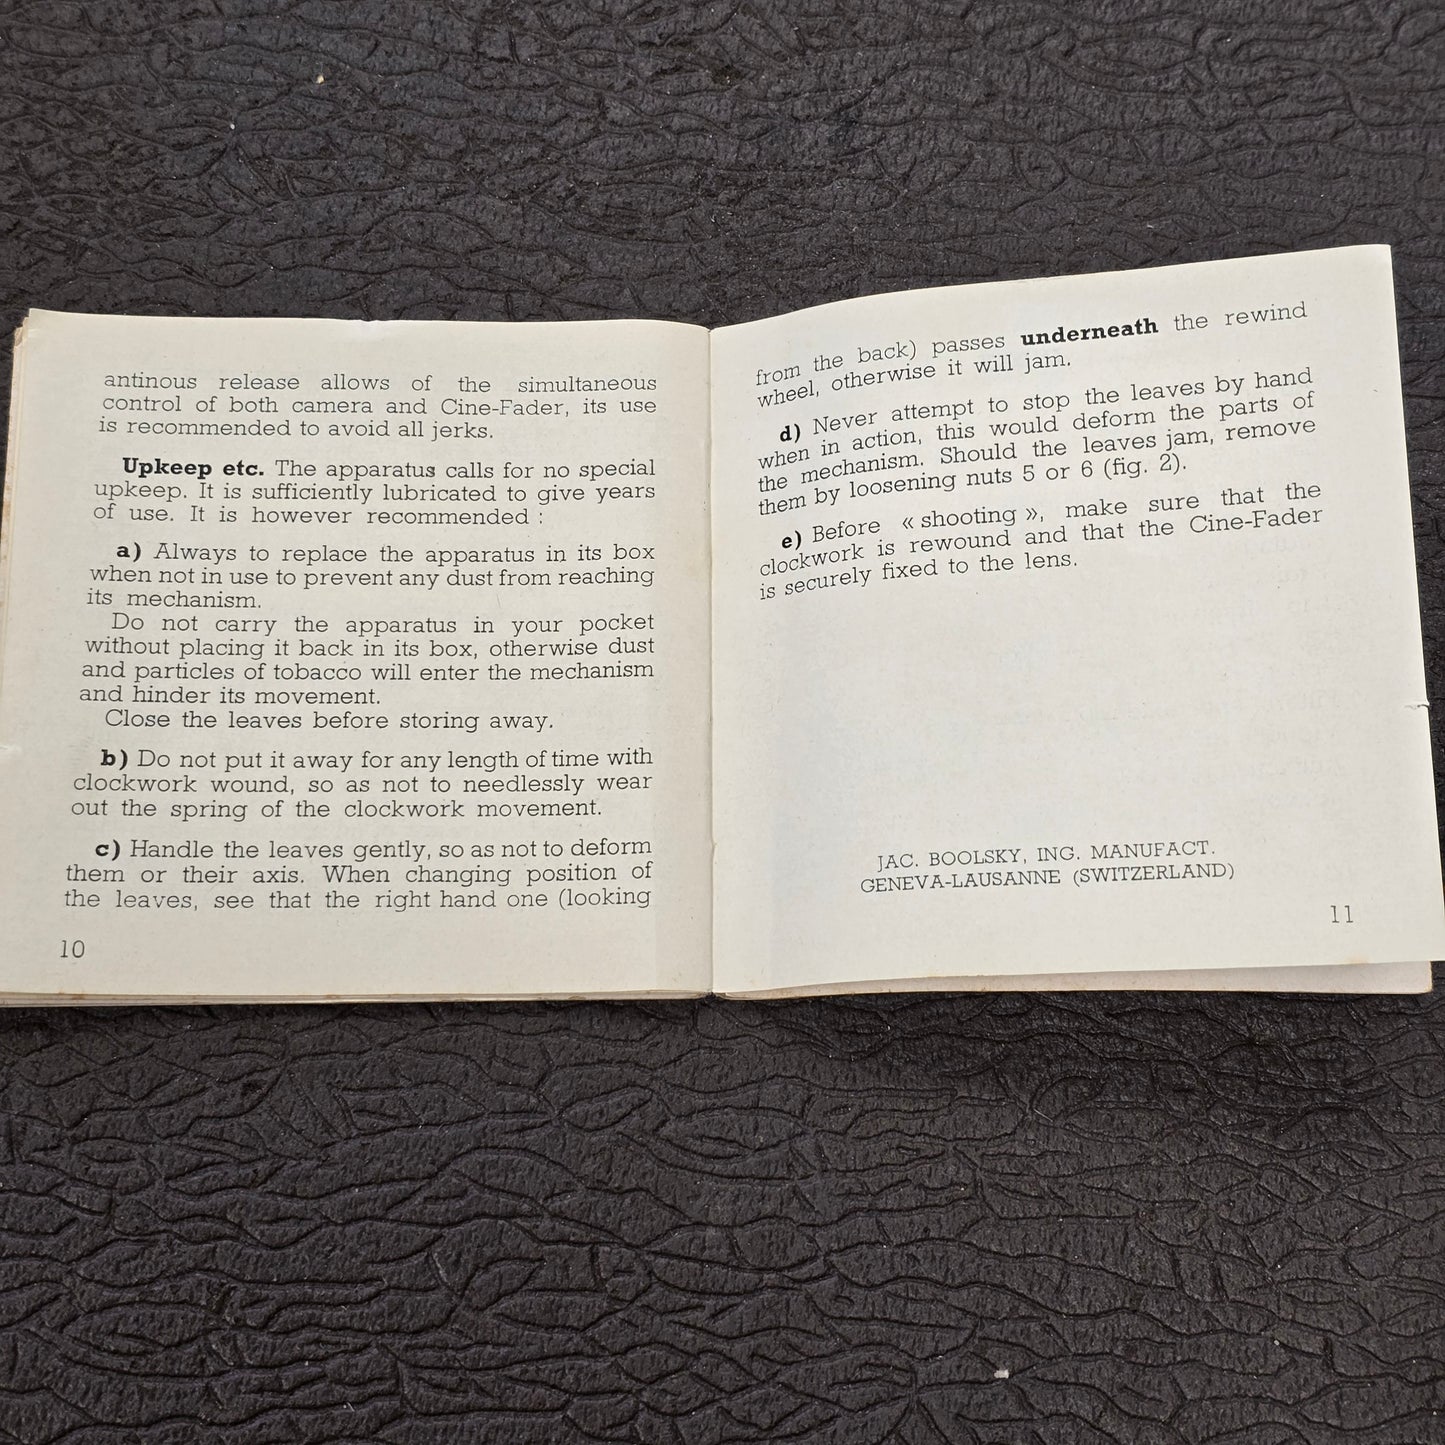 antinous release allows of the simultaneous
control of both camera and Cine-Fader, its use
is recommended to avoid all jerks.
Upkeep etc. The apparatus calls for no special
upkeep. It is sufficiently lubricated to give years
of use. It is however recommended :
a) Always to replace the apparatus in its box
when not in use to prevent any dust from reaching
its mechanism.
Do not carry the apparatus in your pocket
without placing it back in its box, otherwise dust
and particles of tobacco will enter the mechanism
and hinder its movement.
Close the leaves before storing away.
b) Do not put it away for any length of time with
clockwork wound, so as not to needlessly wear
out the spring of the clockwork movement.
c) Handle the leaves gently, so as not to deform
them or their axis. When changing position of
the leaves, see that the right hand one (looking
10
from the back) passes underneath the rewind
wheel, otherwise it will jam.
d) Never attempt to stop the leaves by hand
when in action, this would deform the parts of
the mechanism. Should the leaves jam, remove
them by loosening nuts 5 or 6 (fig. 2).
e) Before « shooting », make sure that the
clockwork is rewound and that the Cine-Fader
is securely fixed to the lens.
JAC. BOOLSKY, ING. MANUFACT.
GENEVA-LAUSANNE (SWITZERLAND)
11